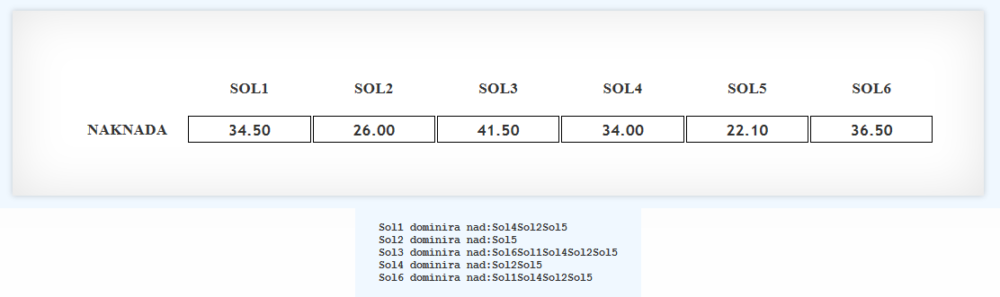 SOL1 SOL2 SOL3 SOL4 SOL5 SOL6
NAKNADA 34.50 26.00 41.50 34.00 22.10 36.50
Sol1 dominira nad:Sol4Sol2Sol5
Sol2 dominira nad:Sol5
Sol3 dominira nad:Sol6Sol1Sol4Sol2Sol5
Sol4 dominira nad:Sol2Sol5
Sol6 dominira nad:Sol1Sol4Sol2Sol5